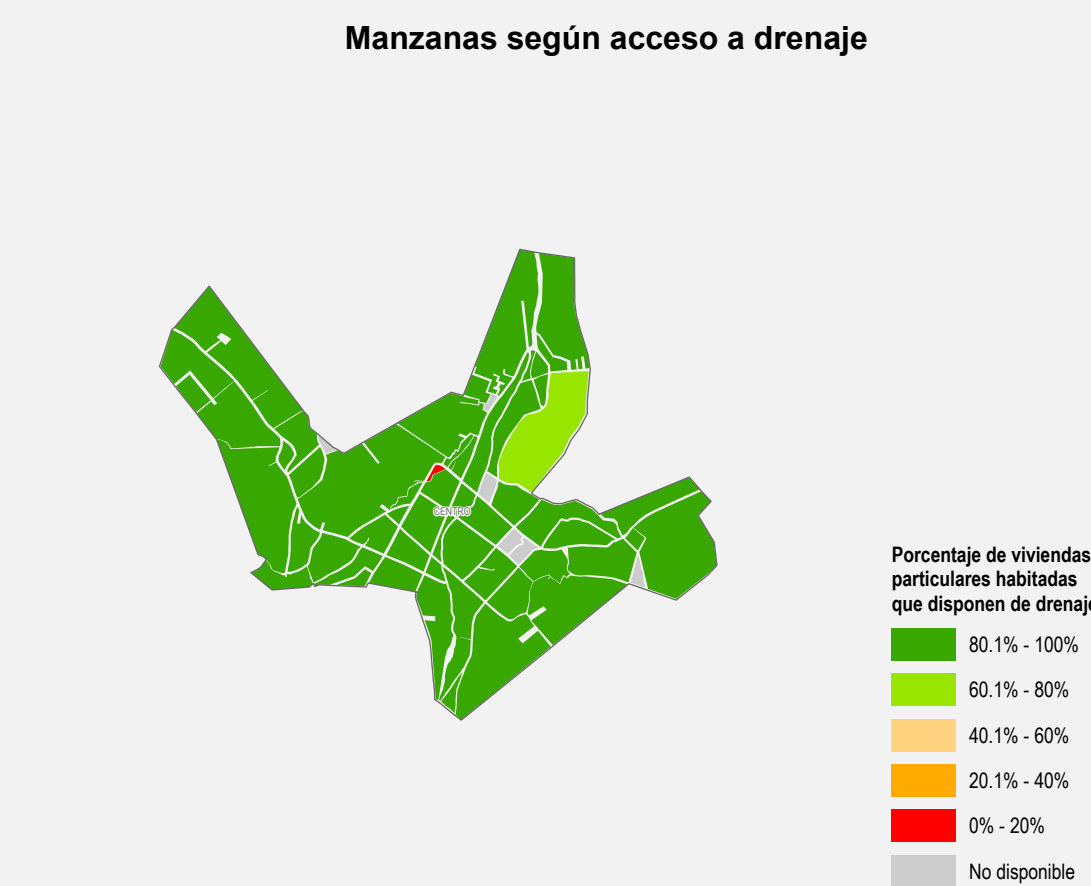 Manzanas según acceso a drenaje
CENTRO
Porcentaje de viviendas
particulares habitadas
que disponen de drenaje
80.1% - 100%
60.1% - 80%
40.1% - 60%
20.1% - 40%
0% - 20%
No disponible